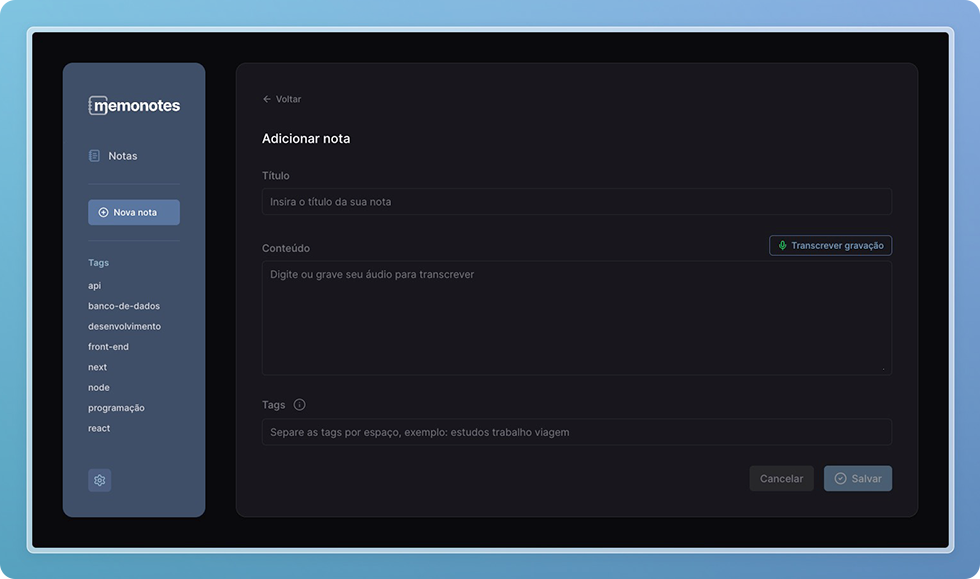 memonotes
Notas
Nova nota
Tags
api
banco-de-dados
desenvolvimento
front-end
next
node
programação
react
Voltar
Adicionar nota
Título
Insira o título da sua nota
Conteúdo
Transcrever gravação
Digite ou grave seu áudio para transcrever
Tags
Separe as tags por espaço, exemplo: estudos trabalho viagem
Cancelar
Salvar